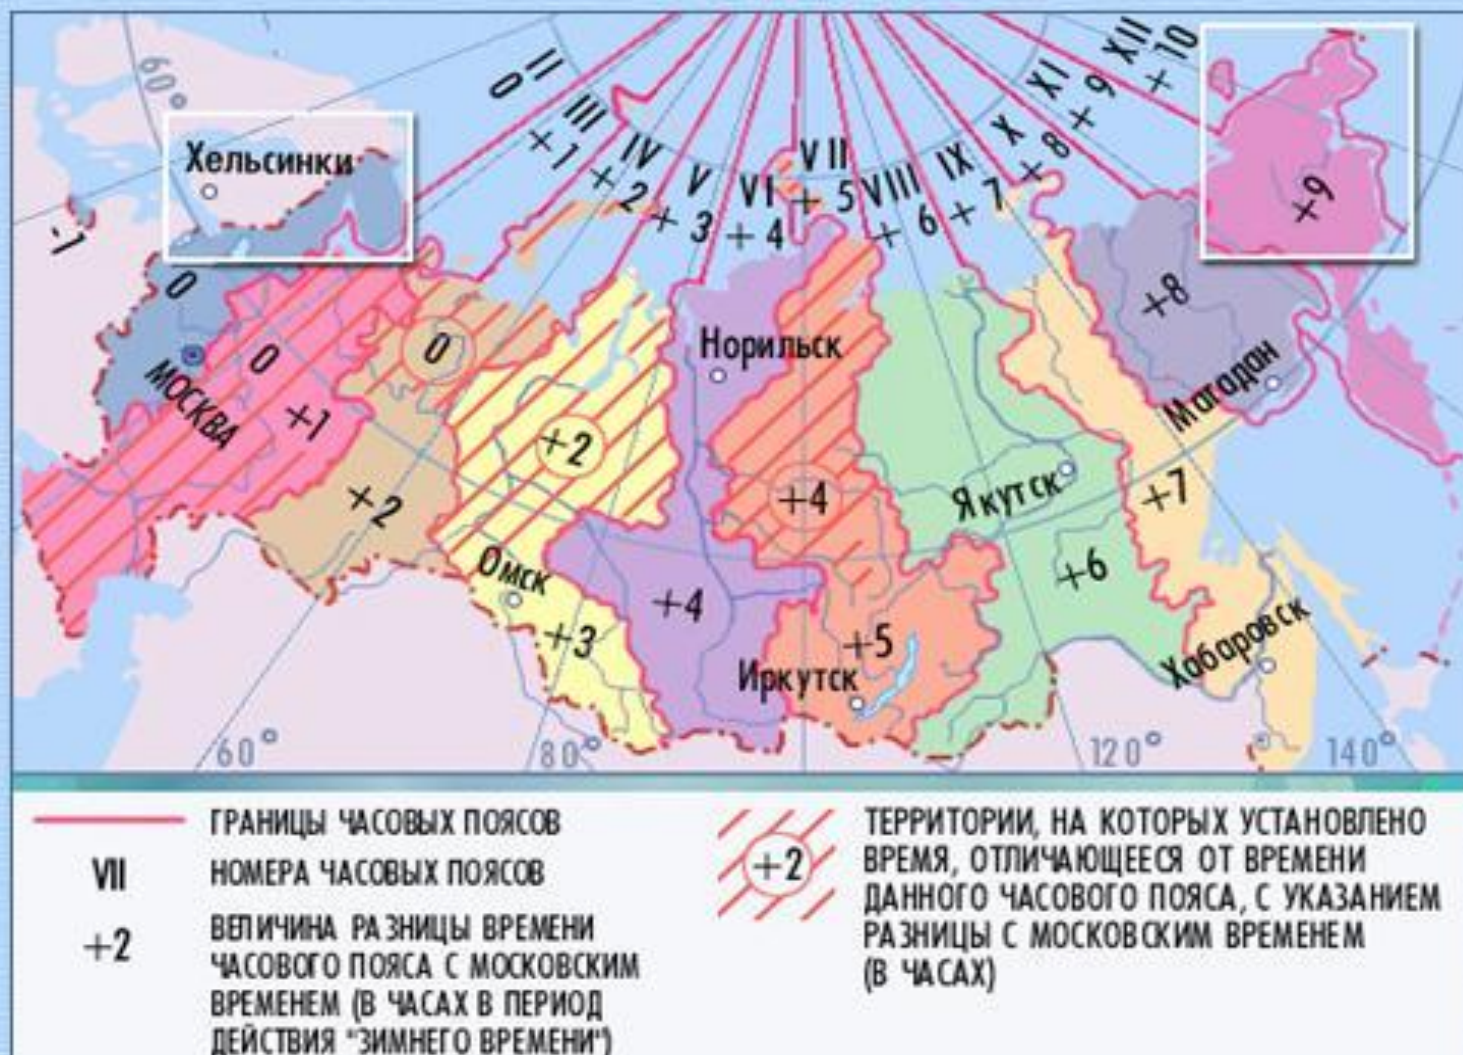 60°
II
0
III
+1
IV
+2
V
+3
VI
+4
VII
+5
VIII
+6
IX
+7
X
+8
XI
+9
XII
+10
Хельсинки
-1
0
МОСКВА
0
+1
0
+2
+2
Омск
+3
Норильск
+4
+4
Иркутск
+5
Якутск
+6
+7
Хабаровск
+8
Магадан
+9
60°
80°
120°
140°
ГРАНИЦЫ ЧАСОВЫХ ПОЯСОВ
VII
НОМЕРА ЧАСОВЫХ ПОЯСОВ
+2
ВЕЛИЧИНА РАЗНИЦЫ ВРЕМЕНИ
ЧАСОВОГО ПОЯСА С МОСКОВСКИМ
ВРЕМЕНЕМ (В ЧАСАХ В ПЕРИОД
ДЕЙСТВИЯ "ЗИМНЕГО ВРЕМЕНИ")
+2
ТЕРРИТОРИИ, НА КОТОРЫХ УСТАНОВЛЕНО
ВРЕМЯ, ОТЛИЧАЮЩЕЕСЯ ОТ ВРЕМЕНИ
ДАННОГО ЧАСОВОГО ПОЯСА, С УКАЗАНИЕМ
РАЗНИЦЫ С МОСКОВСКИМ ВРЕМЕНЕМ
(В ЧАСАХ)